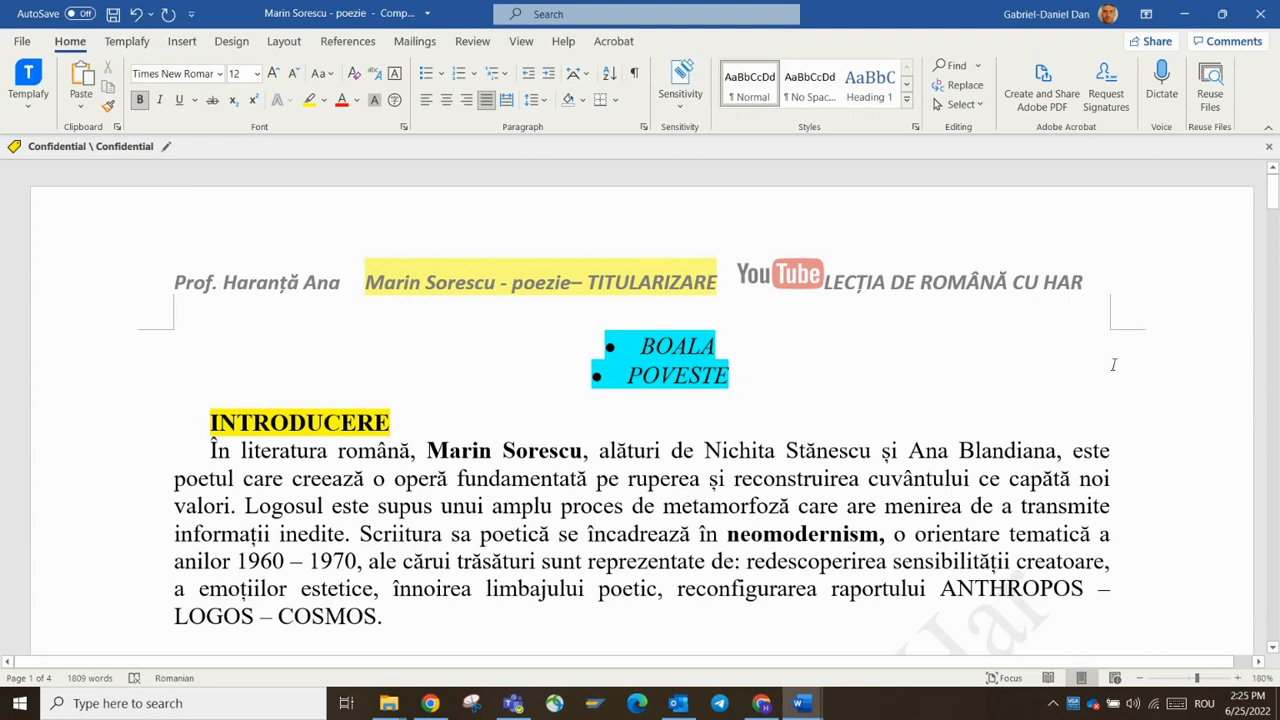 AutoSave Off Marin Sorescu - poezie - Comp... Search Gabriel-Daniel Dan
File Home Templafy Insert Design Layout References Mailings Review View Help Acrobat Share Comments
Templafy Paste Times New Roman 12 Aa A AaBbCcDd AaBbCcDd AaBbC Find Replace Select Sensitivity Create and Share Adobe PDF Request Signatures Dictate Reuse Files
B I U ab x₂ x² A A A ¶ Normal ¶ No Spac... Heading 1
Clipboard Font Paragraph Sensitivity Styles Editing Adobe Acrobat Voice Reuse Files
Confidential \ Confidential
Prof. Haranță Ana Marin Sorescu - poezie– TITULARIZARE YouTube LECȚIA DE ROMÂNĂ CU HAR
• BOALA
• POVESTE
INTRODUCERE
În literatura română, Marin Sorescu, alături de Nichita Stănescu și Ana Blandiana, este
poetul care creează o operă fundamentată pe ruperea și reconstruirea cuvântului ce capătă noi
valori. Logosul este supus unui amplu proces de metamorfoză care are menirea de a transmite
informații inedite. Scriitura sa poetică se încadrează în neomodernism, o orientare tematică a
anilor 1960 – 1970, ale cărui trăsături sunt reprezentate de: redescoperirea sensibilității creatoare,
a emoțiilor estetice, înnoirea limbajului poetic, reconfigurarea raportului ANTHROPOS –
LOGOS – COSMOS.
Page 1 of 4 1809 words Romanian Focus 180%
Type here to search ROU 2:25 PM
6/25/2022